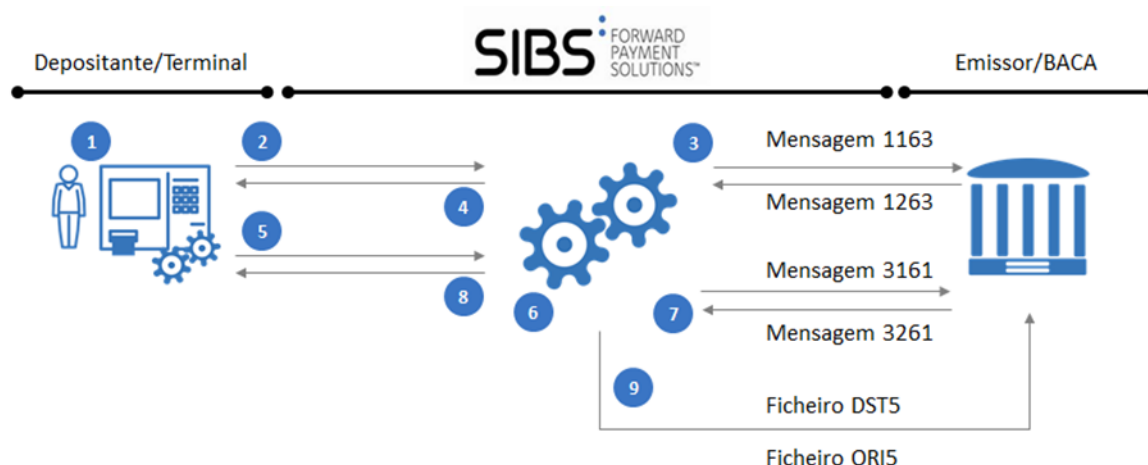 SIBS FORWARD
PAYMENT
SOLUTIONS™
Depositante/Terminal
Emissor/BACA
1
2
3
Mensagem 1163
4
Mensagem 1263
5
Mensagem 3161
8
6
7
Mensagem 3261
9
Ficheiro DST5
Ficheiro ORI5